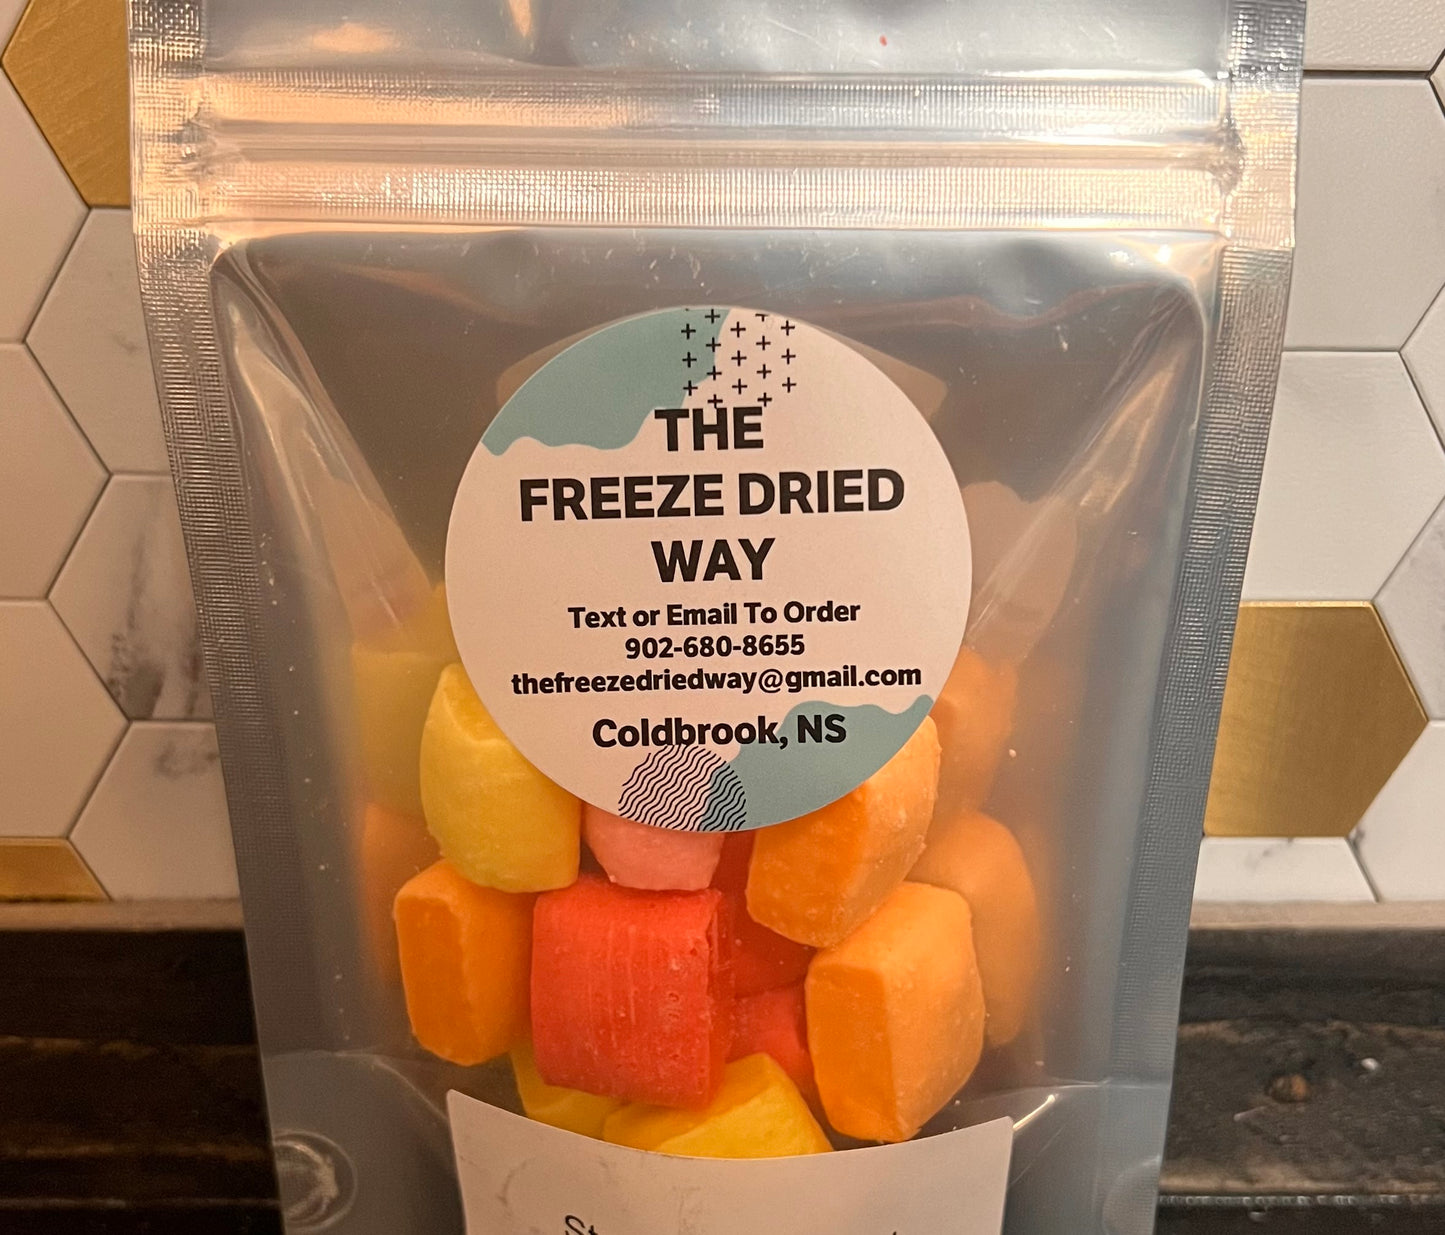 THE
FREEZE DRIED
WAY
Text or Email To Order
902-680-8655
thefreezedriedway@gmail.com
Coldbrook, NS